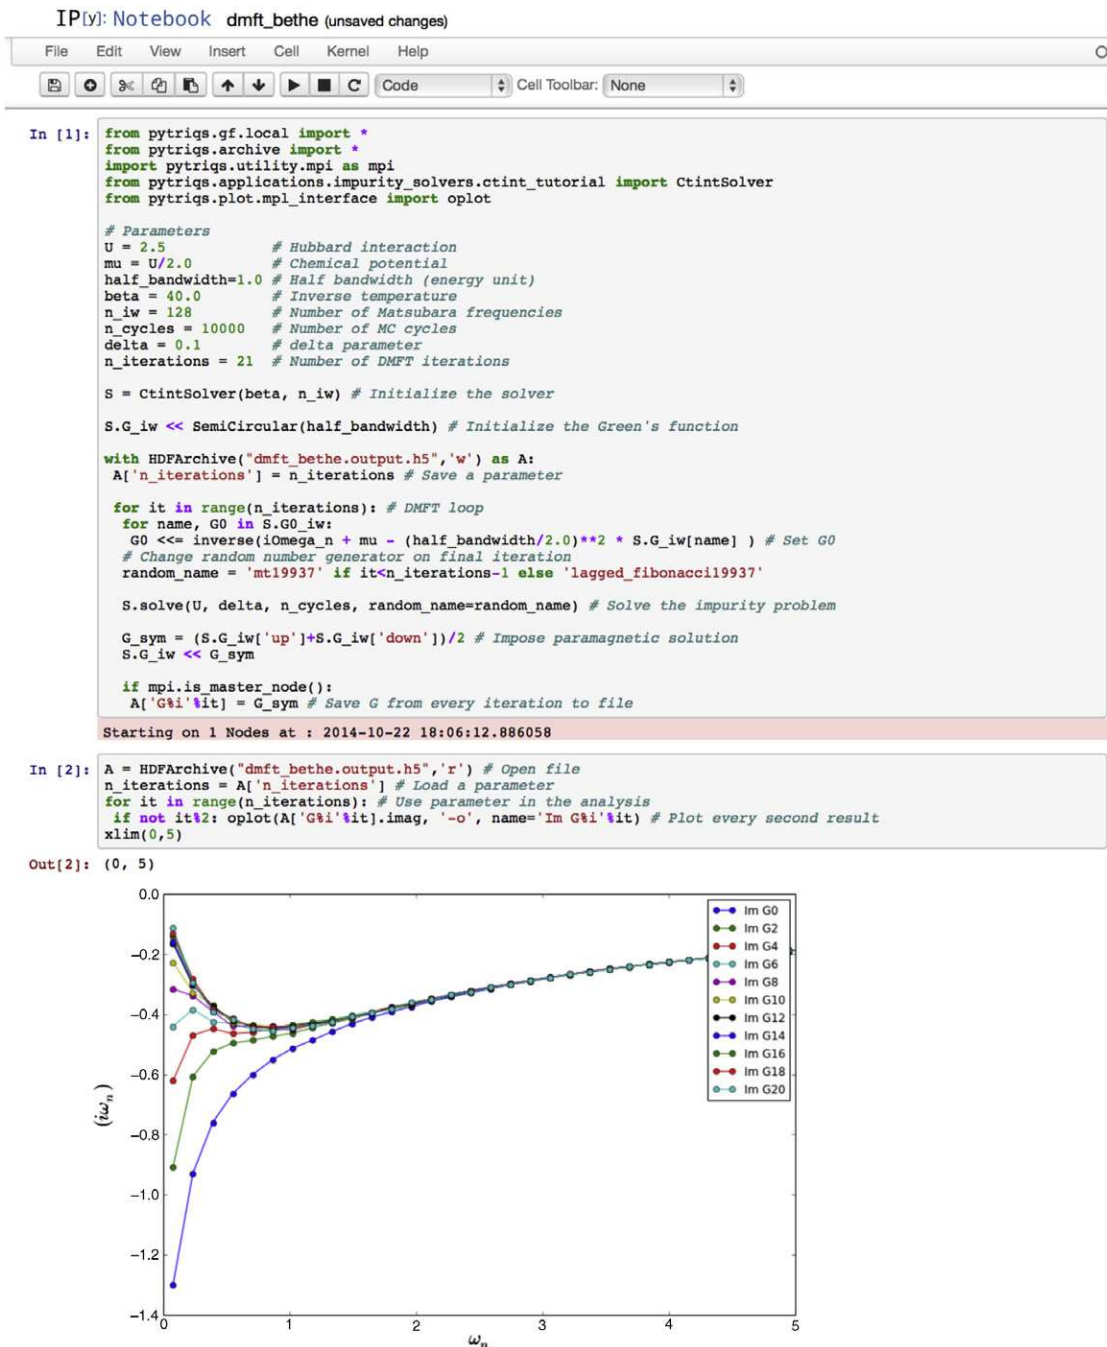 IP[y]: Notebook dmft_bethe (unsaved changes)
File Edit View Insert Cell Kernel Help
Code Cell Toolbar: None
In [1]: from pytriqs.gf.local import *
from pytriqs.archive import *
import pytriqs.utility.mpi as mpi
from pytriqs.applications.impurity_solvers.ctint_tutorial import CtintSolver
from pytriqs.plot.mpl_interface import oplot
# Parameters
U = 2.5 # Hubbard interaction
mu = U/2.0 # Chemical potential
half_bandwidth=1.0 # Half bandwidth (energy unit)
beta = 40.0 # Inverse temperature
n_iw = 128 # Number of Matsubara frequencies
n_cycles = 10000 # Number of MC cycles
delta = 0.1 # delta parameter
n_iterations = 21 # Number of DMFT iterations
S = CtintSolver(beta, n_iw) # Initialize the solver
S.G_iw << SemiCircular(half_bandwidth) # Initialize the Green's function
with HDFArchive("dmft_bethe.output.h5",'w') as A:
A['n_iterations'] = n_iterations # Save a parameter
for it in range(n_iterations): # DMFT loop
for name, G0 in S.G0_iw:
G0 <<= inverse(iOmega_n + mu - (half_bandwidth/2.0)**2 * S.G_iw[name] ) # Set G0
# Change random number generator on final iteration
random_name = 'mt19937' if it<n_iterations-1 else 'lagged_fibonacci19937'
S.solve(U, delta, n_cycles, random_name=random_name) # Solve the impurity problem
G_sym = (S.G_iw['up']+S.G_iw['down'])/2 # Impose paramagnetic solution
S.G_iw << G_sym
if mpi.is_master_node():
A['G%i'%it] = G_sym # Save G from every iteration to file
Starting on 1 Nodes at : 2014-10-22 18:06:12.886058
In [2]: A = HDFArchive("dmft_bethe.output.h5",'r') # Open file
n_iterations = A['n_iterations'] # Load a parameter
for it in range(n_iterations): # Use parameter in the analysis
if not it%2: oplot(A['G%i'%it].imag, '-o', name='Im G%i'%it) # Plot every second result
xlim(0,5)
Out[2]: (0, 5)
0.0
−0.2
−0.4
−0.6
−0.8
−1.0
−1.2
−1.4
(iωn)
Im G0
Im G2
Im G4
Im G6
Im G8
Im G10
Im G12
Im G14
Im G16
Im G18
Im G20
0 1 2 3 4 5
ωn